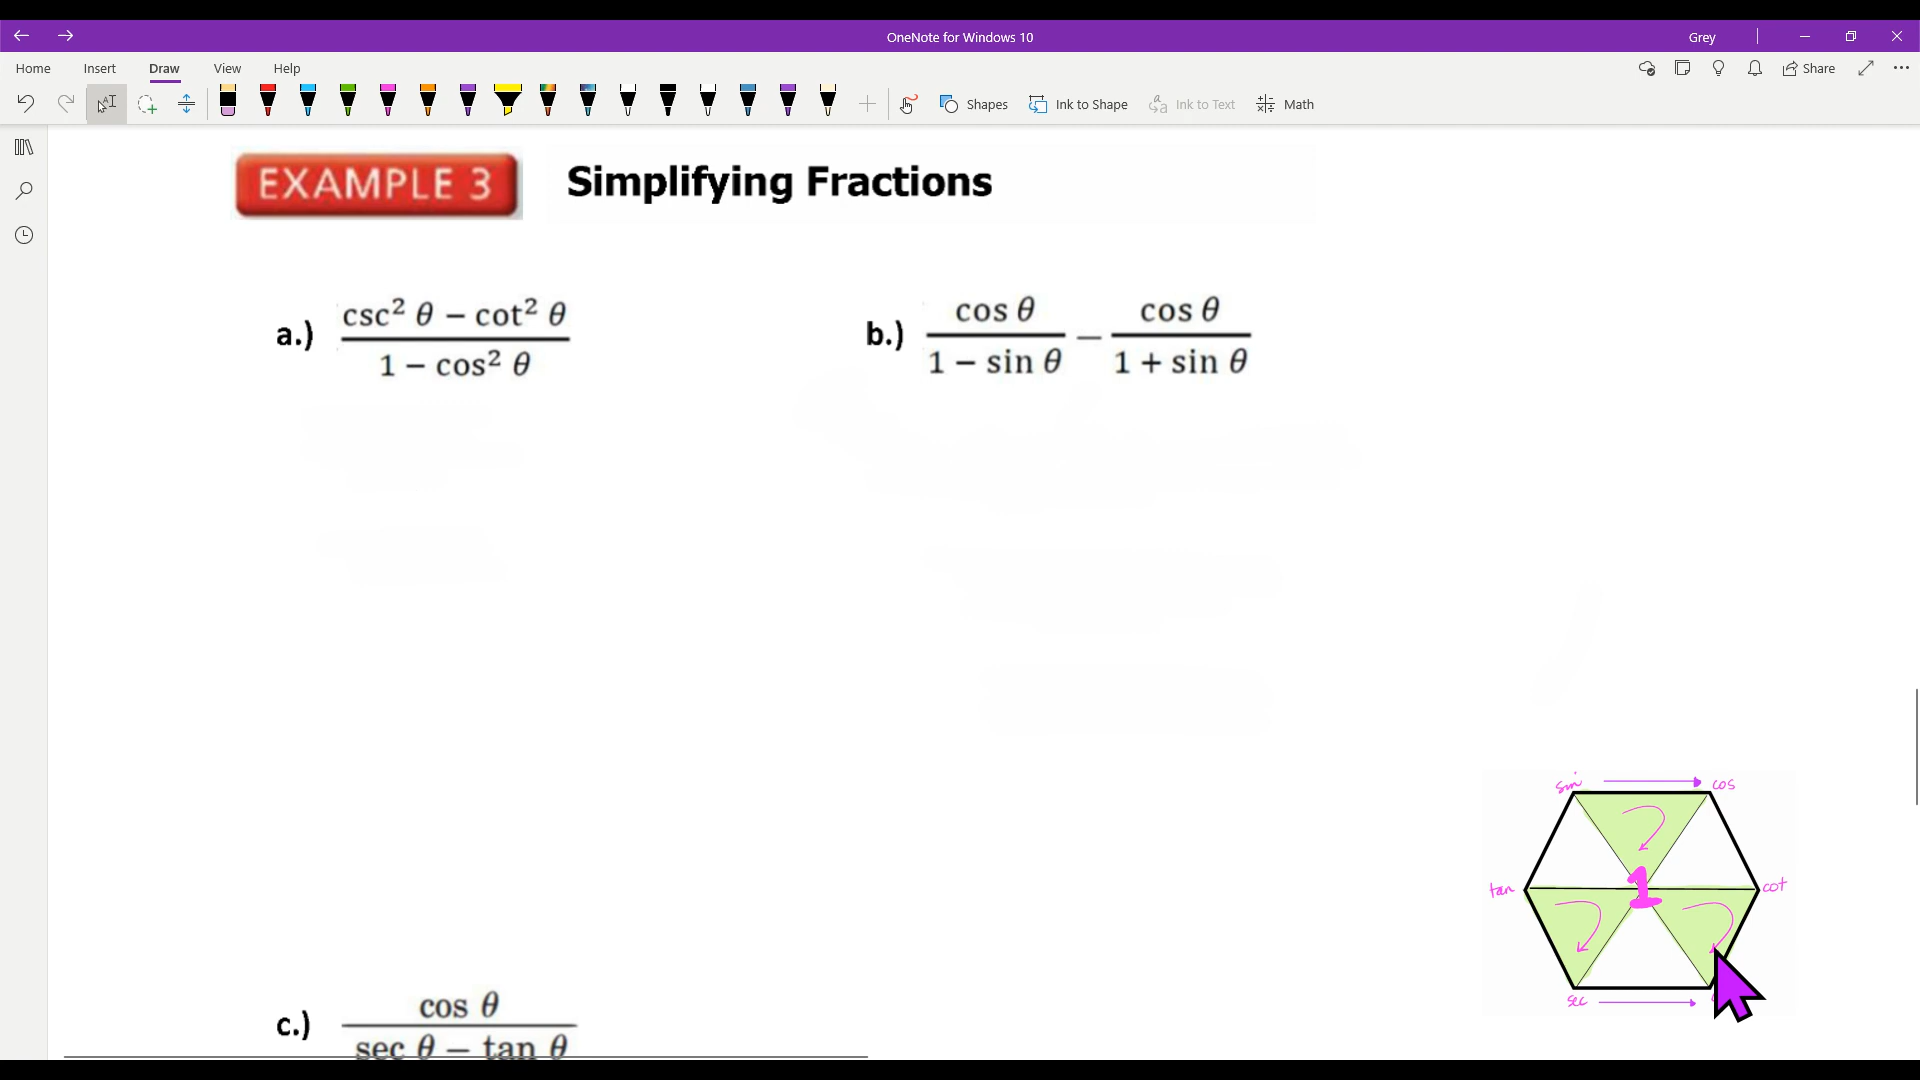 OneNote for Windows 10
Grey
Home Insert Draw View Help
Share
Shapes Ink to Shape Ink to Text Math
EXAMPLE 3 Simplifying Fractions
a.) (csc² θ − cot² θ)/(1 − cos² θ)
b.) cos θ/(1 − sin θ) − cos θ/(1 + sin θ)
sin cos
tan 1 cot
sec
c.) cos θ/(sec θ − tan θ)